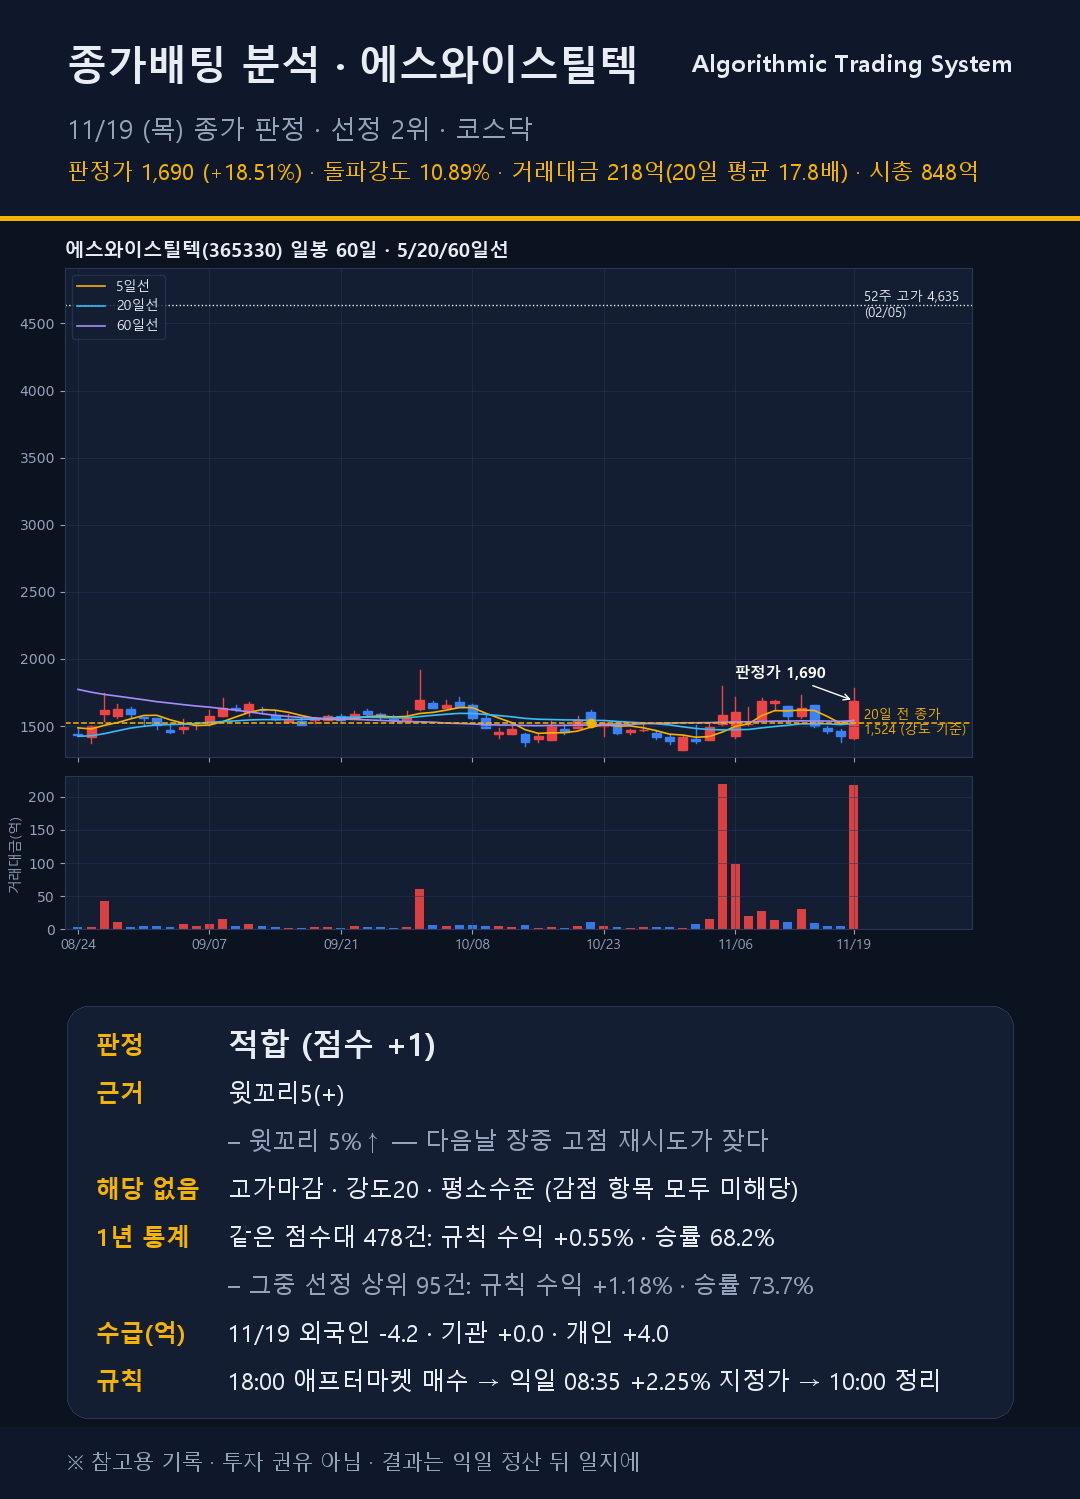 종가배팅 분석 · 에스와이스틸텍
Algorithmic Trading System
11/19 (목) 종가 판정 · 선정 2위 · 코스닥
판정가 1,690 (+18.51%) · 돌파강도 10.89% · 거래대금 218억(20일 평균 17.8배) · 시총 848억
에스와이스틸텍(365330) 일봉 60일 · 5/20/60일선
5일선
20일선
60일선
52주 고가 4,635
(02/05)
4500
4000
3500
3000
2500
2000
1500
판정가 1,690
20일 전 종가
1,524 (강도 기준)
거래대금(억)
200
150
100
50
0
08/24 09/07 09/21 10/08 10/23 11/06 11/19
판정 적합 (점수 +1)
근거 윗꼬리5(+)
– 윗꼬리 5%↑ — 다음날 장중 고점 재시도가 잦다
해당 없음 고가마감 · 강도20 · 평소수준 (감점 항목 모두 미해당)
1년 통계 같은 점수대 478건: 규칙 수익 +0.55% · 승률 68.2%
– 그중 선정 상위 95건: 규칙 수익 +1.18% · 승률 73.7%
수급(억) 11/19 외국인 -4.2 · 기관 +0.0 · 개인 +4.0
규칙 18:00 애프터마켓 매수 → 익일 08:35 +2.25% 지정가 → 10:00 정리
※ 참고용 기록 · 투자 권유 아님 · 결과는 익일 정산 뒤 일지에